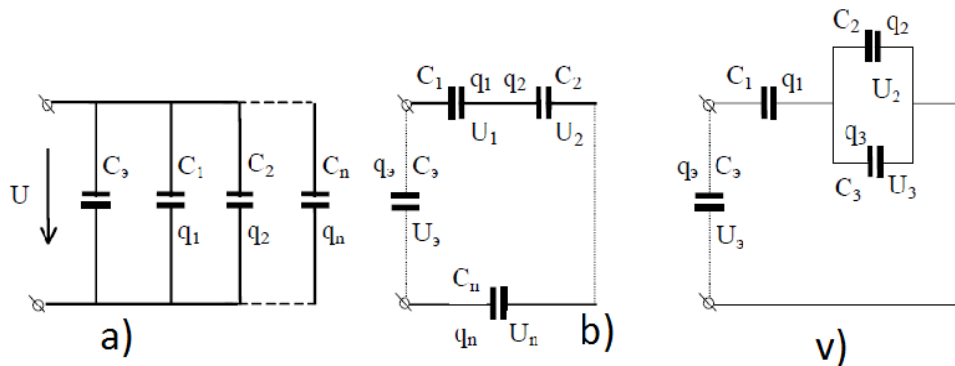 U
Cэ
C1
q1
C2
q2
Cn
qn
a)
C1 q1 q2 C2
U1 U2
qэ Cэ
Uэ
Cn
qn Un
b)
C2 q2
C1 q1
U2
q3
C3 U3
qэ Cэ
Uэ
v)